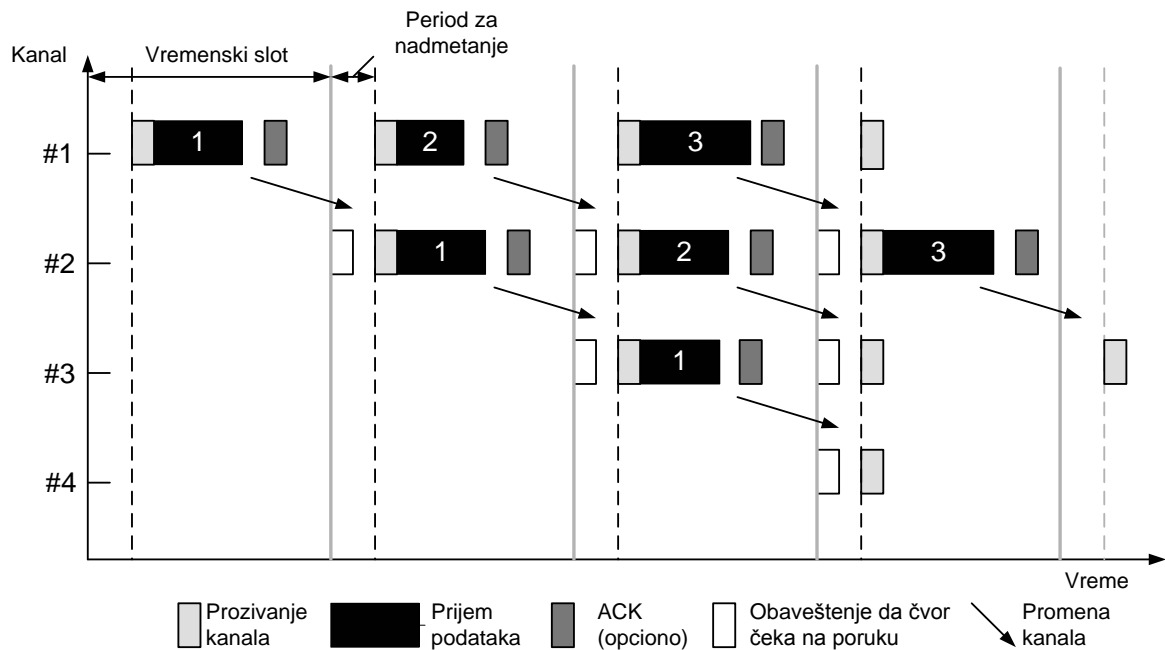 Period za
nadmetanje
Kanal
Vremenski slot
#1
1
2
3
#2
1
2
3
#3
1
#4
Vreme
Prozivanje
kanala
Prijem
podataka
ACK
(opciono)
Obaveštenje da čvor
čeka na poruku
Promena
kanala